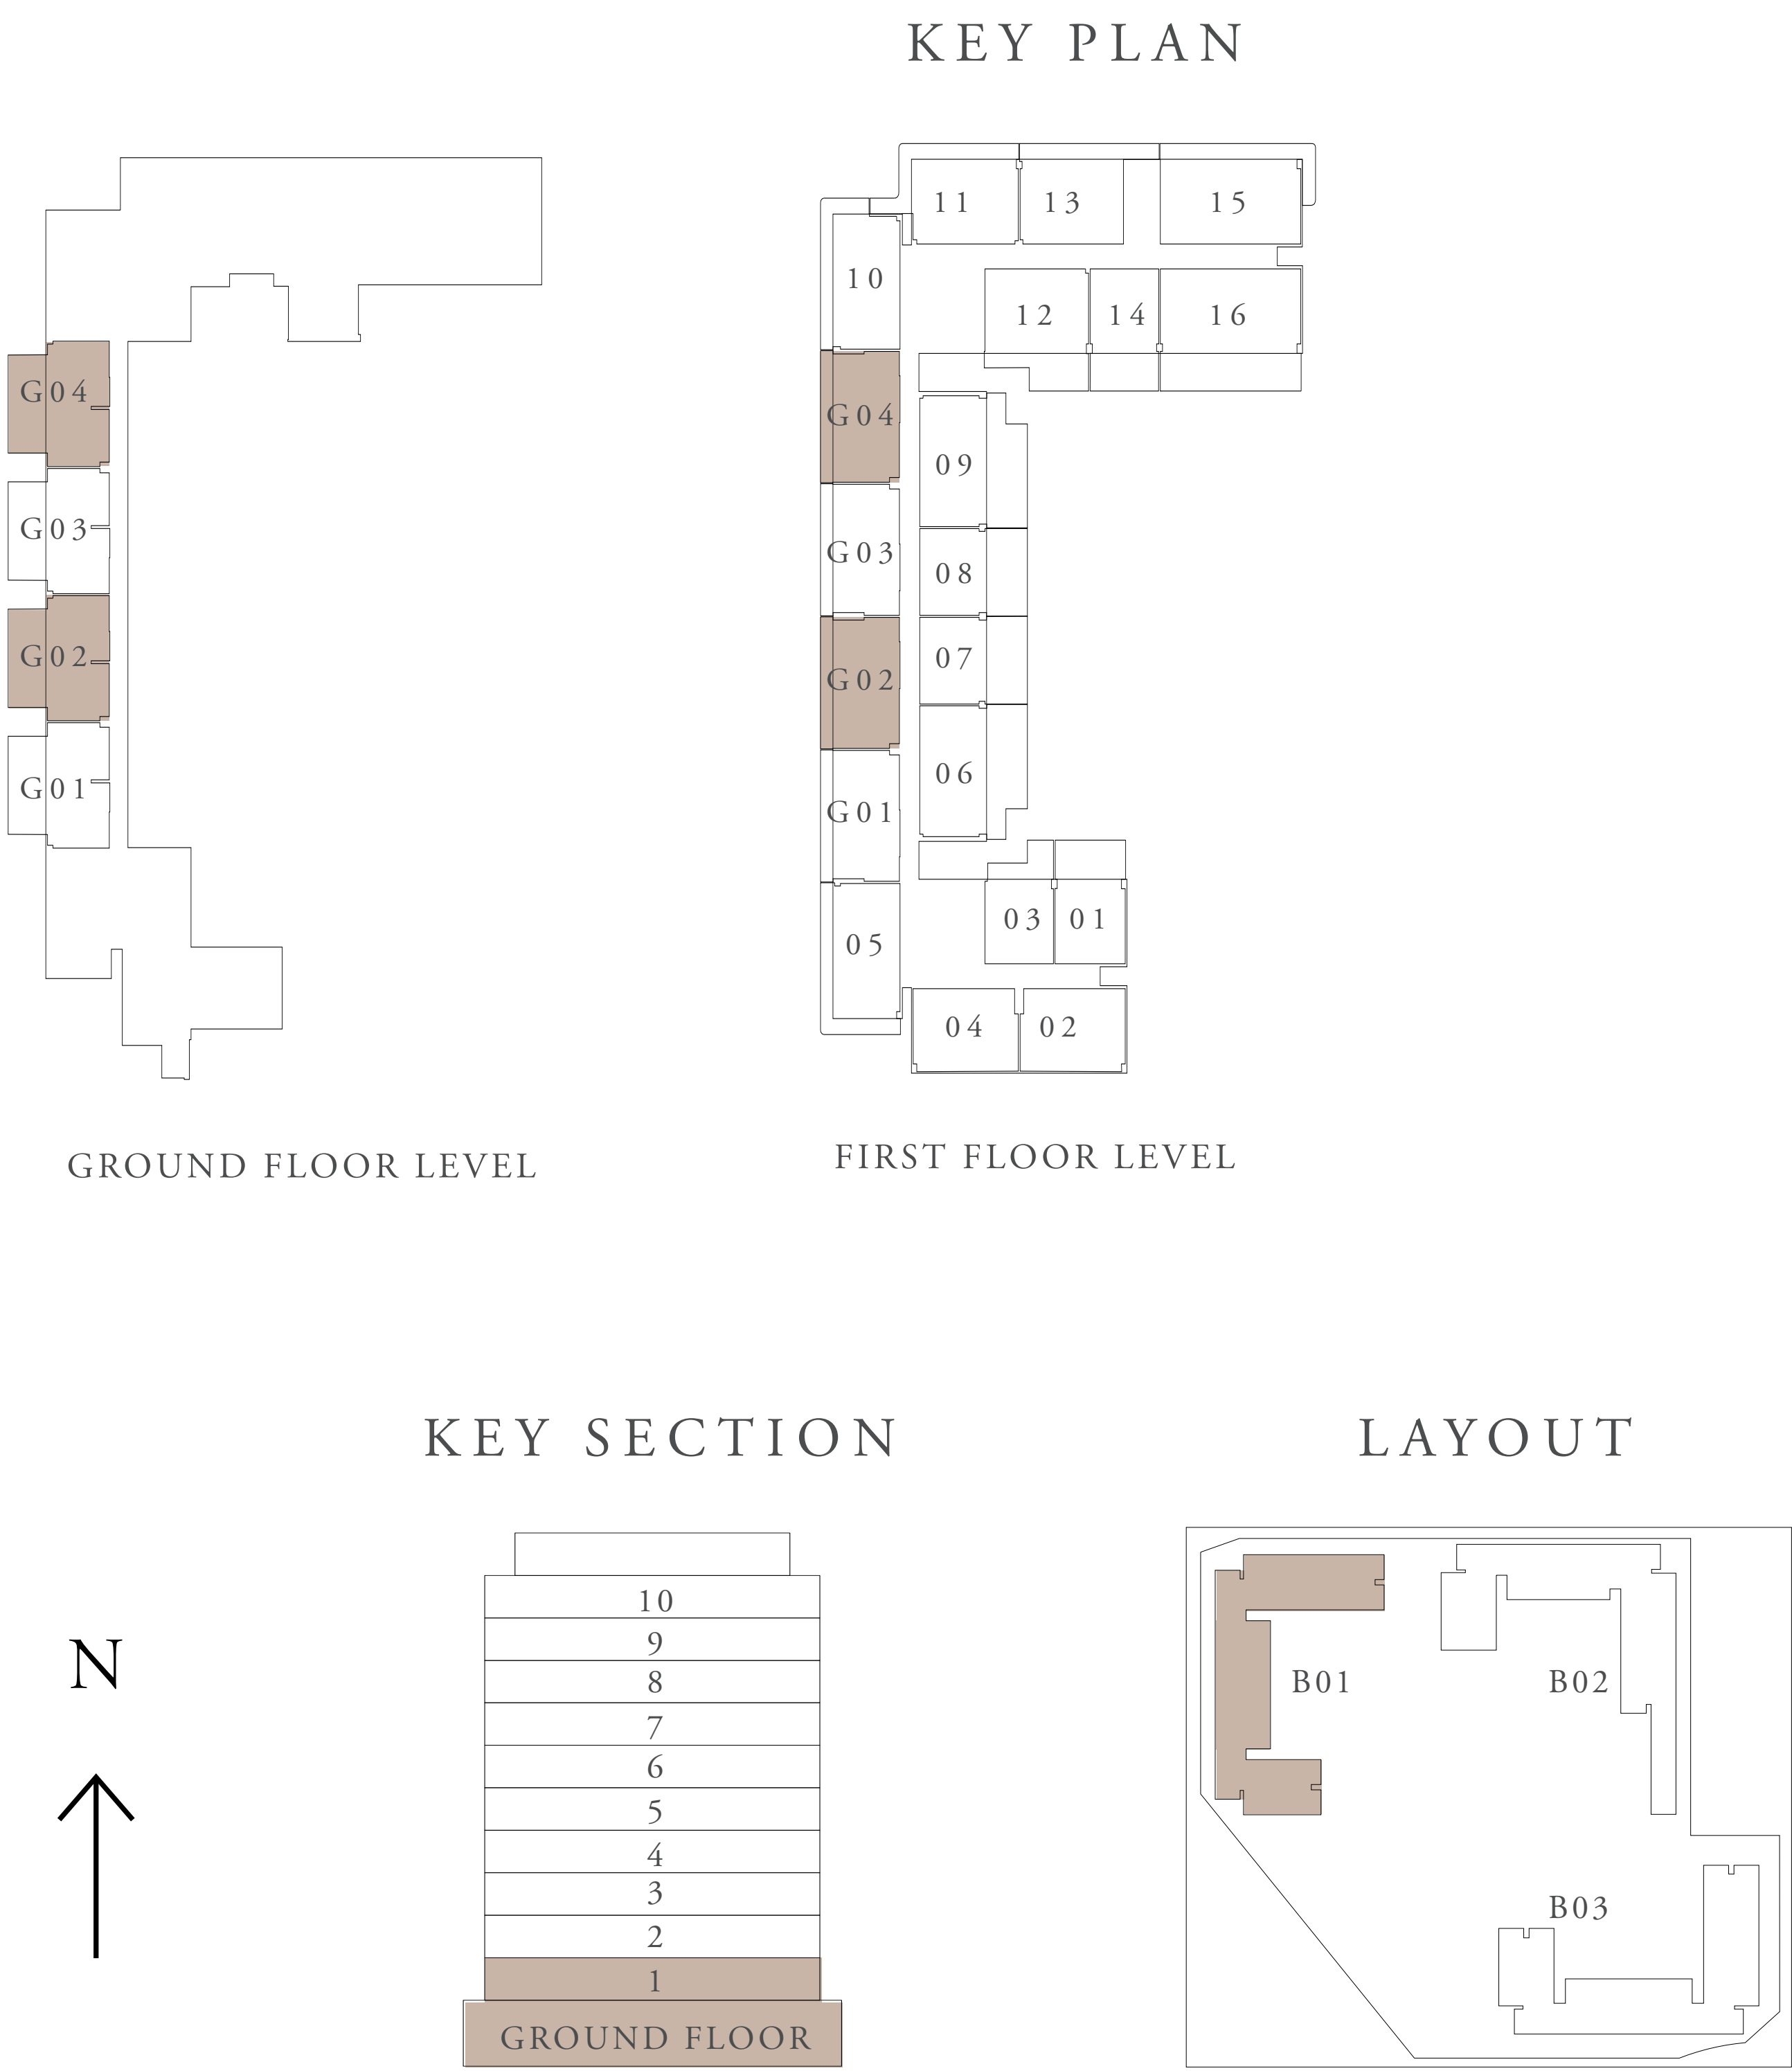 KEY PLAN
G04
G03
G02
G01
GROUND FLOOR LEVEL
11 13 15
10
12 14 16
G04
09
G03
08
07
G02
06
G01
03 01
05
04 02
FIRST FLOOR LEVEL
KEY SECTION
10
9
8
7
6
5
4
3
2
1
GROUND FLOOR
N
LAYOUT
B01 B02
B03